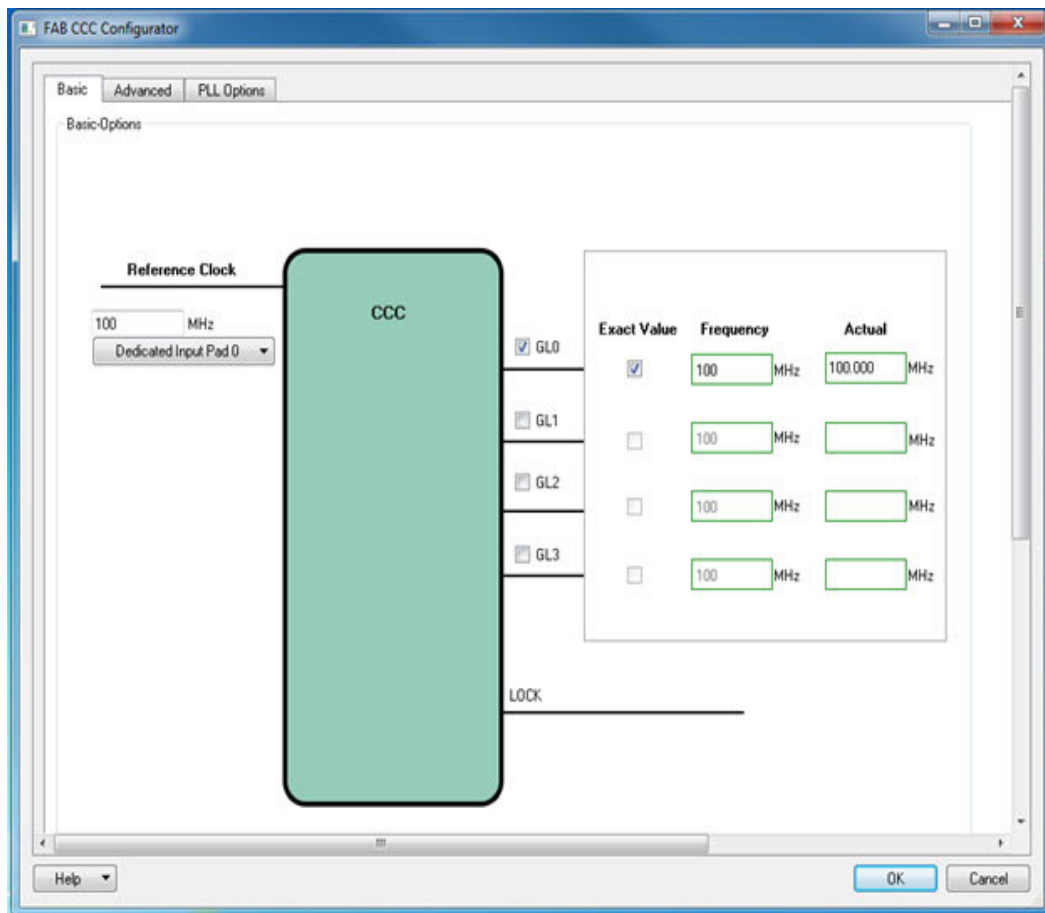 FAB CCC Configurator
Basic Advanced PLL Options
Basic-Options
Reference Clock
100 MHz
Dedicated Input Pad 0
CCC
GL0
GL1
GL2
GL3
LOCK
Exact Value Frequency Actual
100 MHz 100.000 MHz
100 MHz MHz
100 MHz MHz
100 MHz MHz
Help OK Cancel